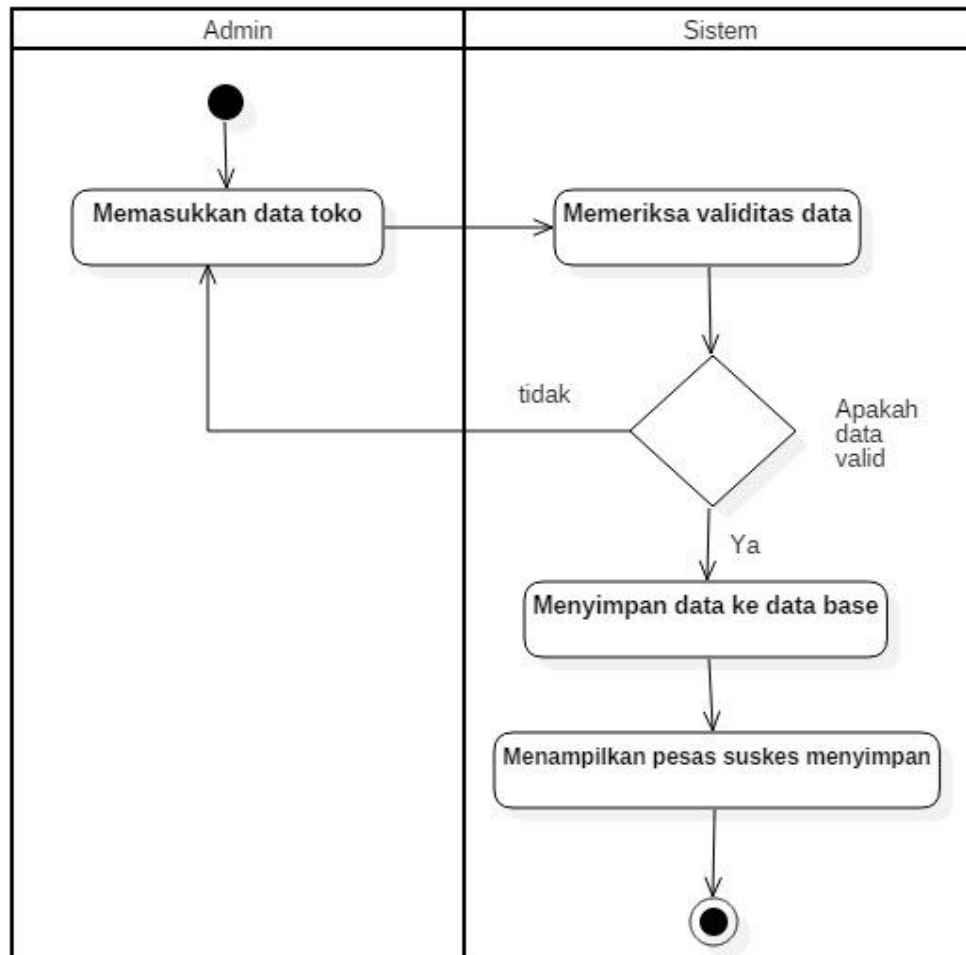 Admin
Sistem
Memasukkan data toko
Memeriksa validitas data
tidak
Apakah
data
valid
Ya
Menyimpan data ke data base
Menampilkan pesas suskes menyimpan